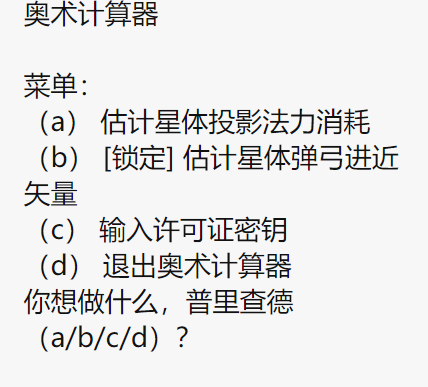 奥术计算器
菜单：
（a） 估计星体投影法力消耗
（b） [锁定] 估计星体弹弓进近
矢量
（c） 输入许可证密钥
（d） 退出奥术计算器
你想做什么，普里查德
（a/b/c/d）?